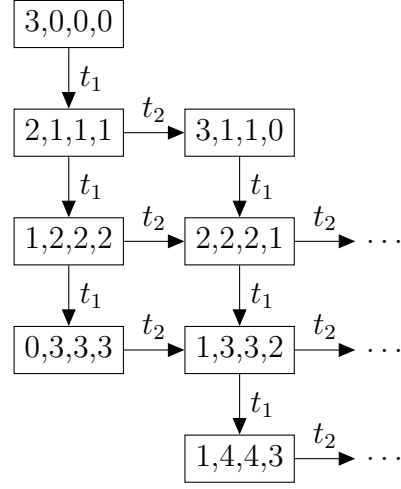 3,0,0,0
t₁
t₂
2,1,1,1 3,1,1,0
t₁ t₁
t₂ t₂
1,2,2,2 2,2,2,1 ⋯
t₁ t₁
t₂ t₂
0,3,3,3 1,3,3,2 ⋯
t₁
t₂
1,4,4,3 ⋯